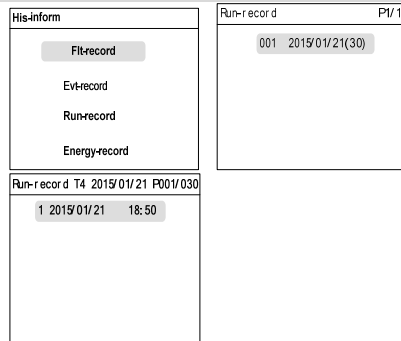 His-inform
Flt-record
Evt-record
Run-record
Energy-record
Run-record P1/1
001 2015/01/21(30)
Run-record T4 2015/01/21 P001/030
1 2015/01/21 18:50